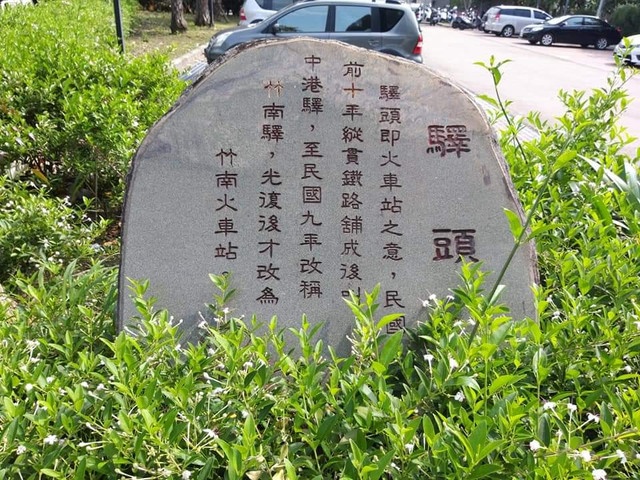 驛頭
驛頭即火車站之意，民國
前十年縱貫鐵路舖成後叫
中港驛，至民國九年改稱
竹南驛，光復後才改為
竹南火車站。